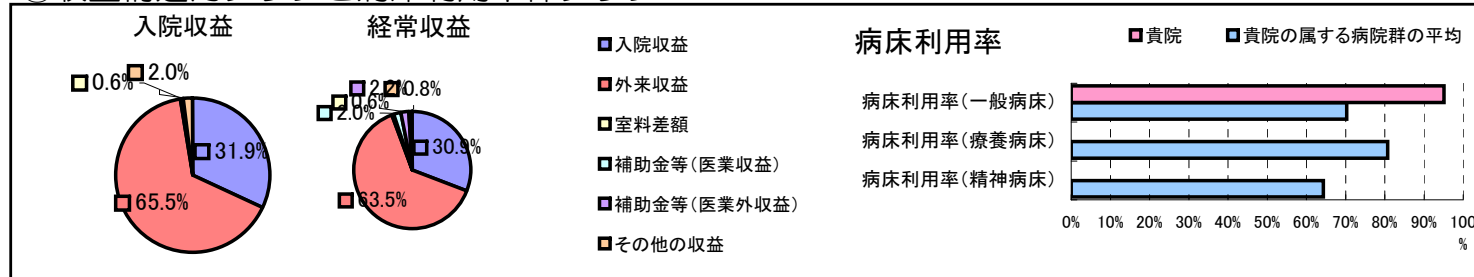 入院収益
0.6%
2.0%
31.9%
65.5%
経常収益
0.8%
0.6%
2.0%
30.9%
63.5%
入院収益
外来収益
室料差額
補助金等(医業収益)
補助金等(医業外収益)
その他の収益
病床利用率
貴院
貴院の属する病院群の平均
病床利用率(一般病床)
病床利用率(療養病床)
病床利用率(精神病床)
0% 10% 20% 30% 40% 50% 60% 70% 80% 90% 100
%